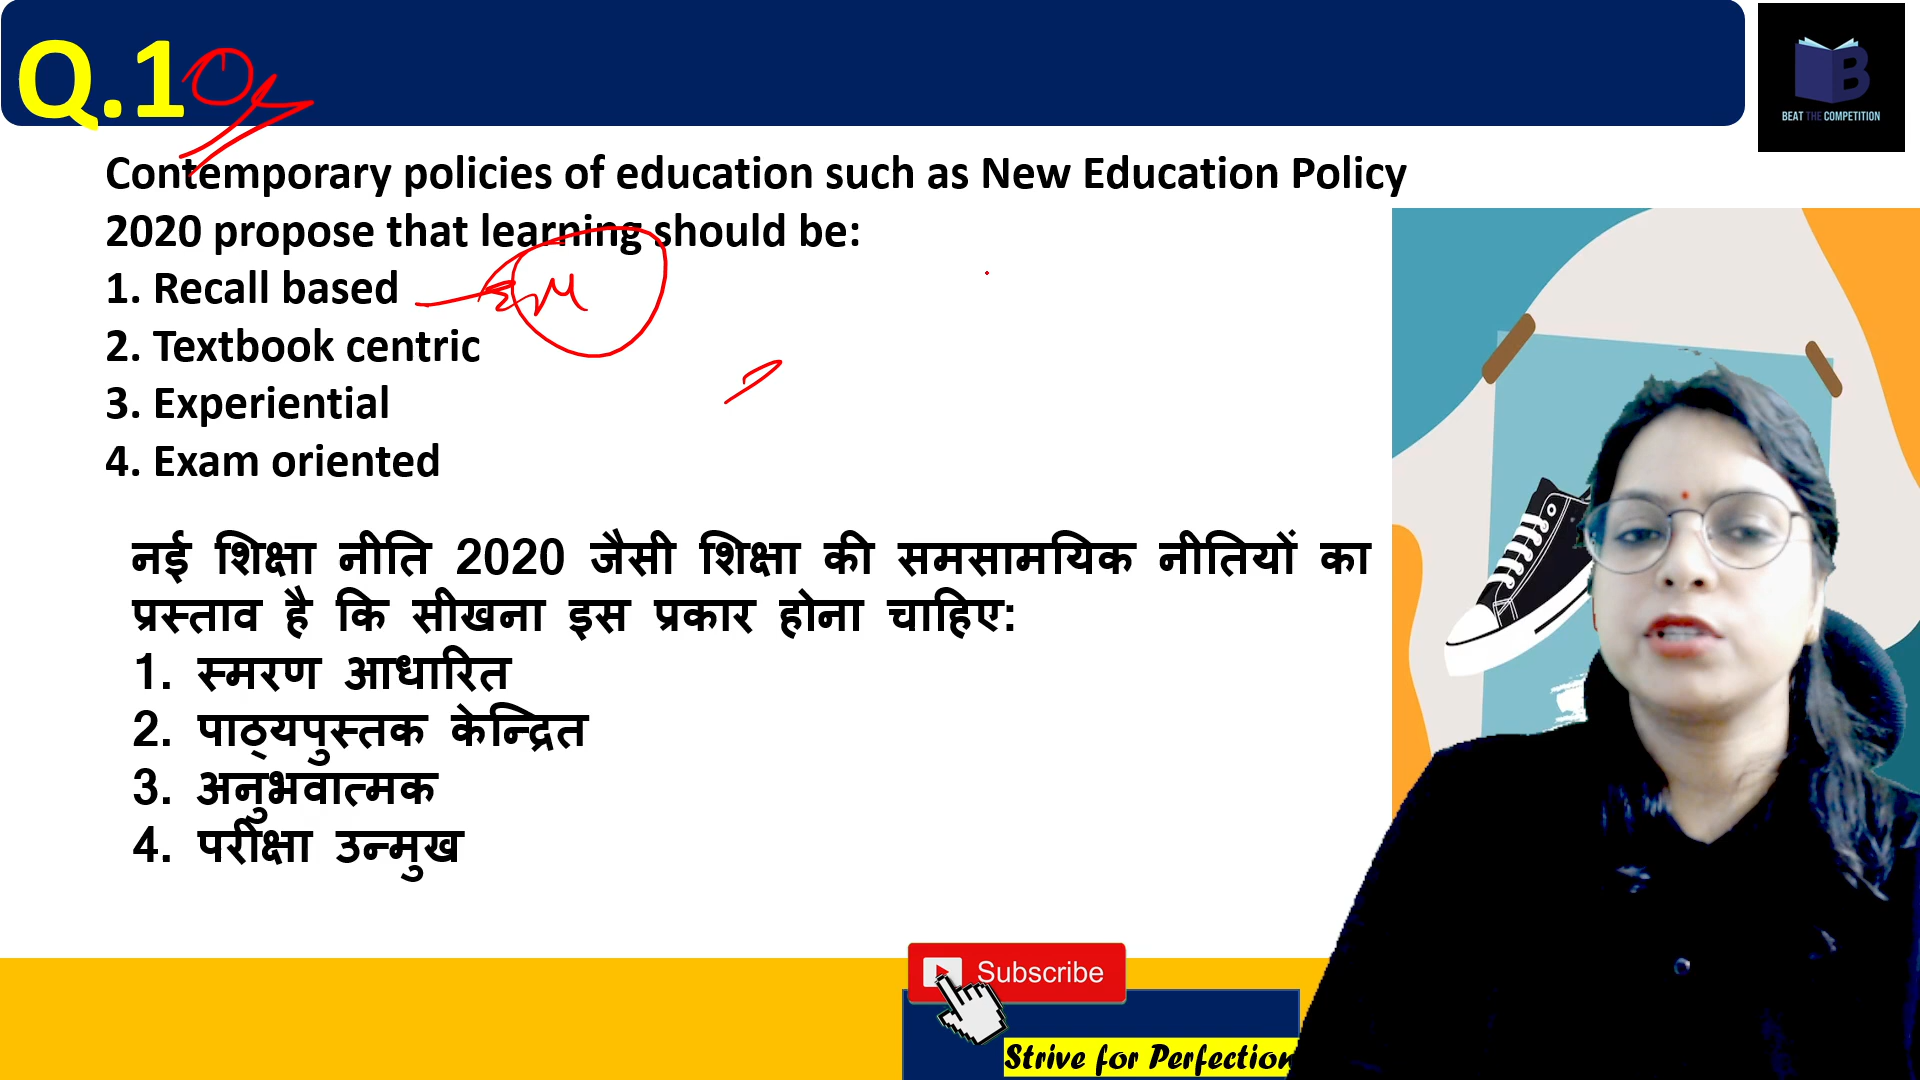 Q.1
BEAT THE COMPETITION
Contemporary policies of education such as New Education Policy
2020 propose that learning should be:
1. Recall based
2. Textbook centric
3. Experiential
4. Exam oriented
नई शिक्षा नीति 2020 जैसी शिक्षा की समसामयिक नीतियों का
प्रस्ताव है कि सीखना इस प्रकार होना चाहिए:
1. स्मरण आधारित
2. पाठ्यपुस्तक केन्द्रित
3. अनुभवात्मक
4. परीक्षा उन्मुख
Subscribe
Strive for Perfection